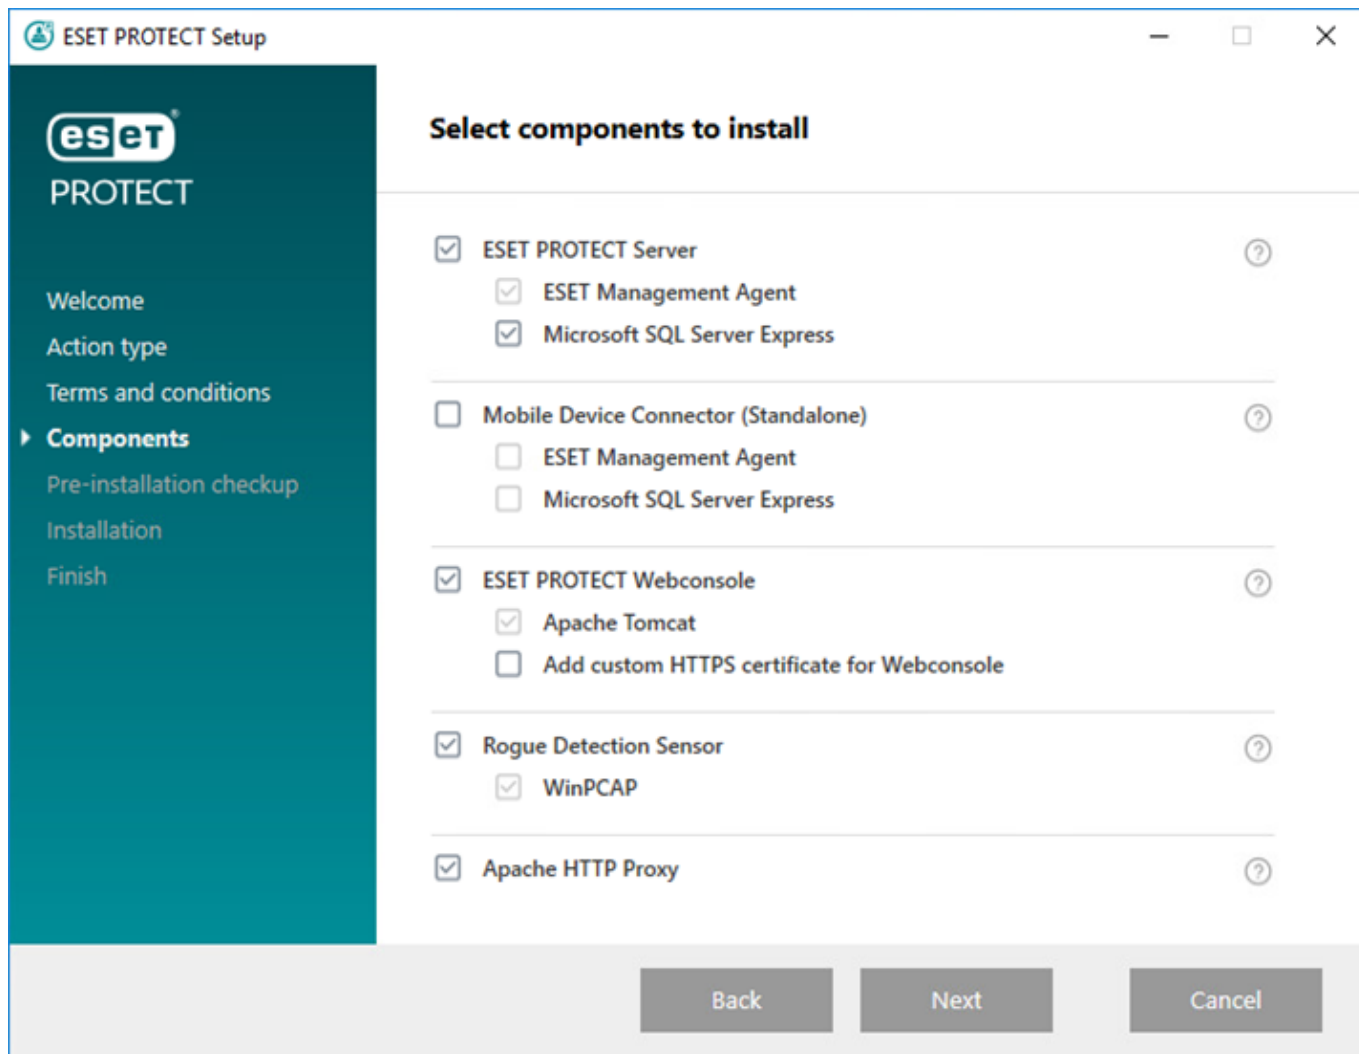 ESET PROTECT Setup
eset®
PROTECT
Welcome
Action type
Terms and conditions
Components
Pre-installation checkup
Installation
Finish
Select components to install
ESET PROTECT Server
ESET Management Agent
Microsoft SQL Server Express
Mobile Device Connector (Standalone)
ESET Management Agent
Microsoft SQL Server Express
ESET PROTECT Webconsole
Apache Tomcat
Add custom HTTPS certificate for Webconsole
Rogue Detection Sensor
WinPCAP
Apache HTTP Proxy
Back
Next
Cancel